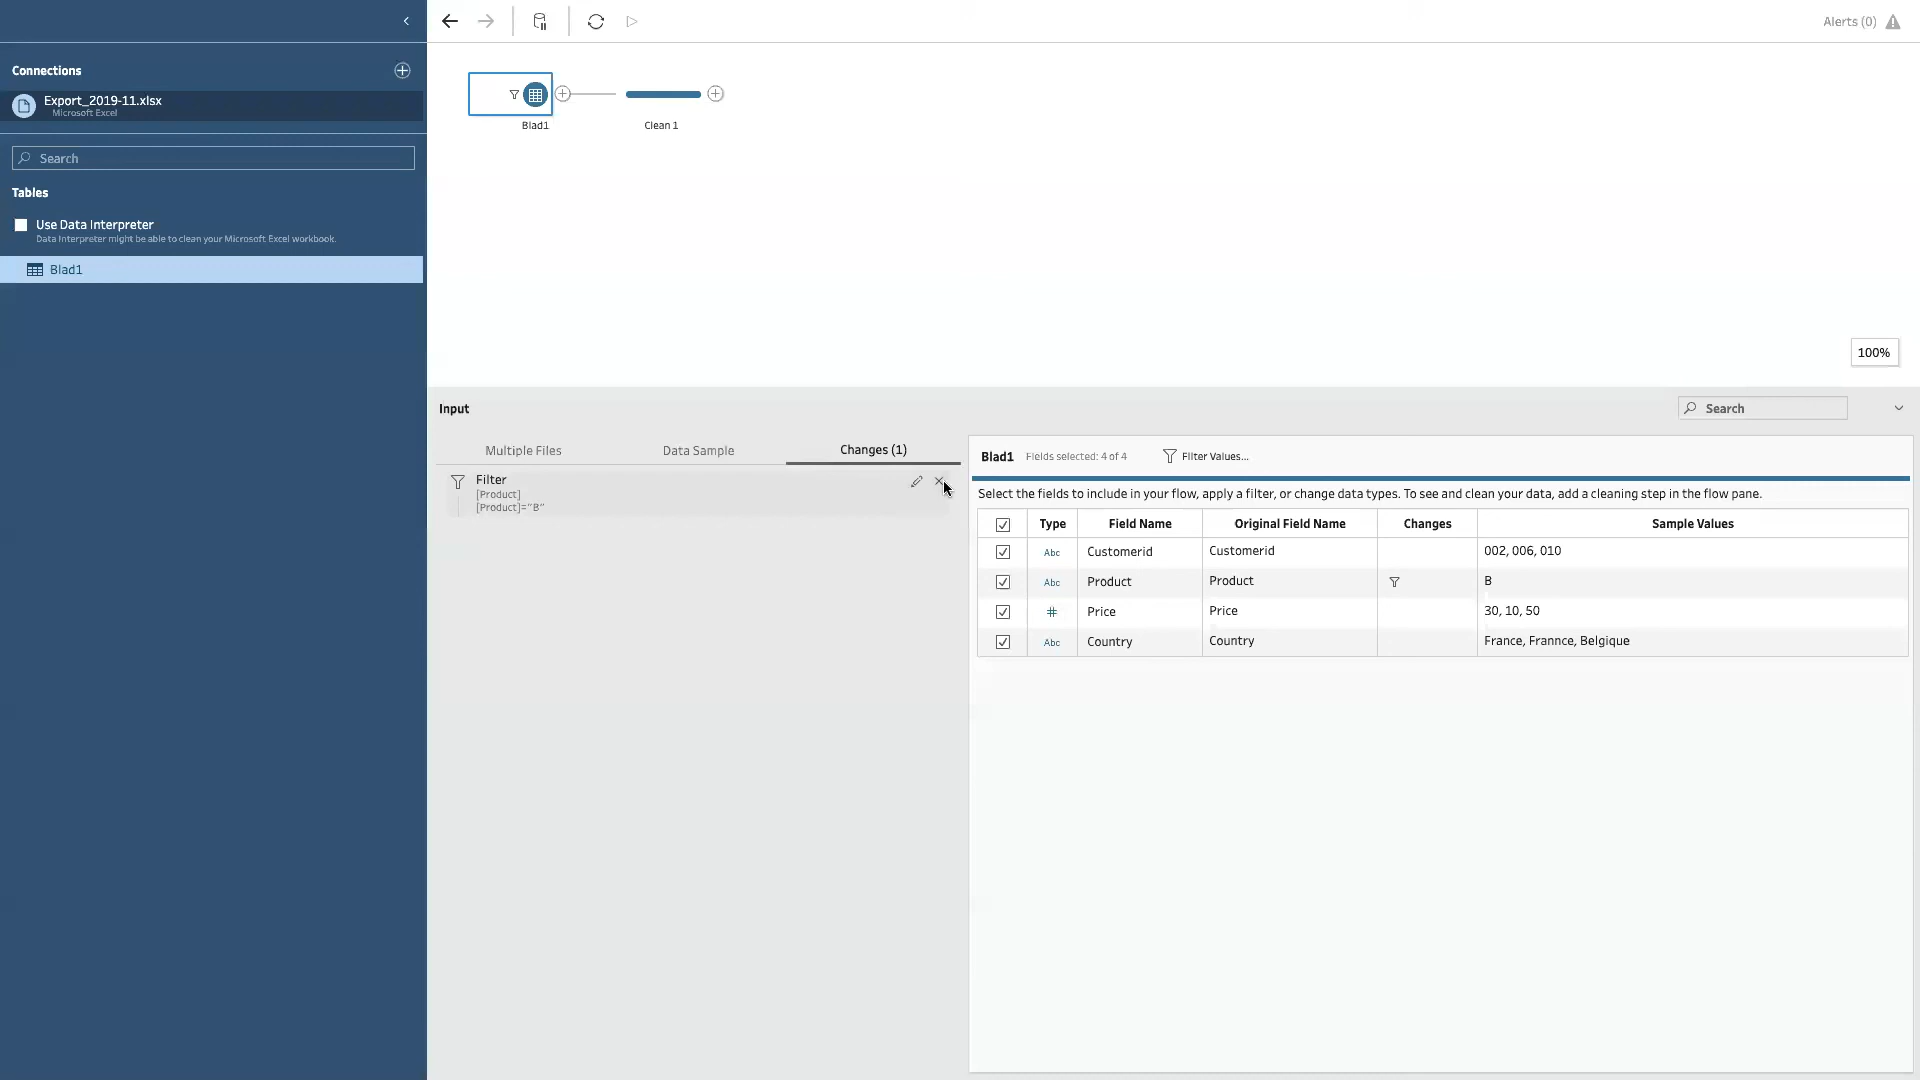 Alerts (0)
Connections
Export_2019-11.xlsx
Microsoft Excel
Search
Tables
Use Data Interpreter
Data Interpreter might be able to clean your Microsoft Excel workbook.
Blad1
Blad1
Clean 1
100%
Input
Search
Multiple Files
Data Sample
Changes (1)
Filter
[Product]
[Product]="B"
Blad1 Fields selected: 4 of 4 Filter Values...
Select the fields to include in your flow, apply a filter, or change data types. To see and clean your data, add a cleaning step in the flow pane.
Type Field Name Original Field Name Changes Sample Values
Abc Customerid Customerid 002, 006, 010
Abc Product Product B
# Price Price 30, 10, 50
Abc Country Country France, Frannce, Belgique